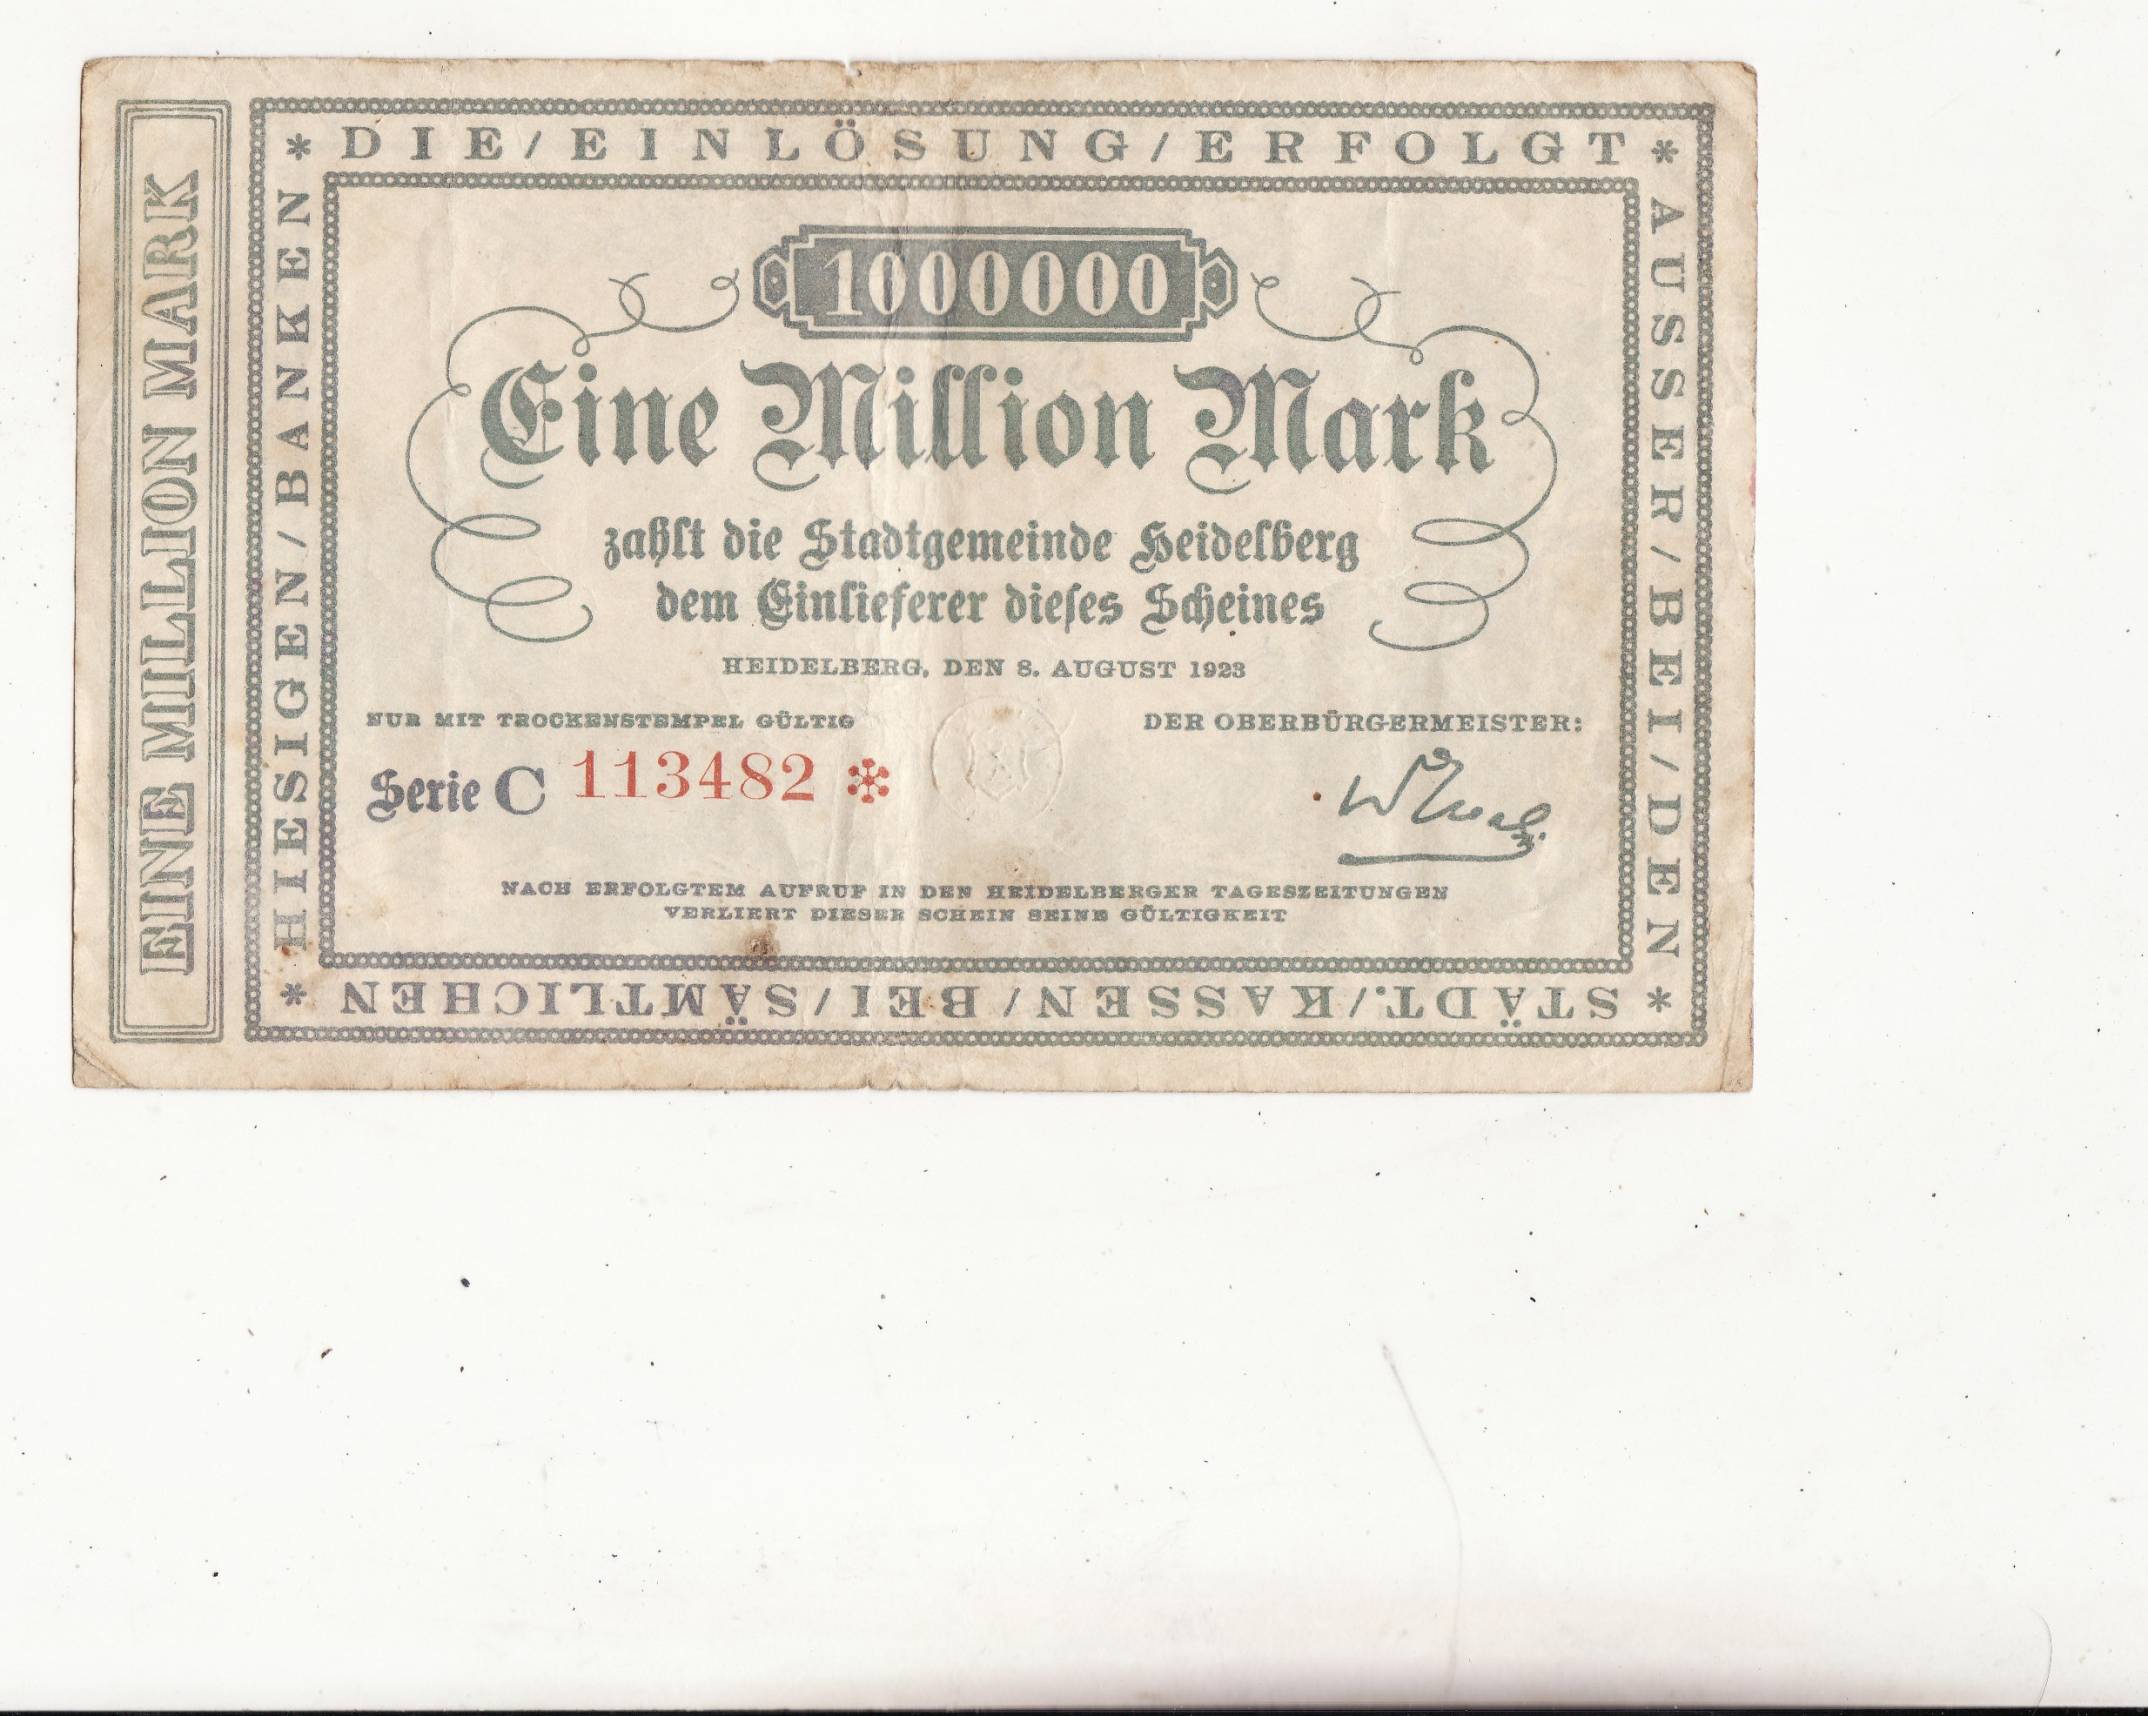 EINE MILLION MARK
* DIE / EINLÖSUNG / ERFOLGT *
AUSSER / BEI / DEN
* STÄDT. / KASSEN / BEI / SÄMTLICHEN *
HIESIGEN / BANKEN
1000000
Eine Million Mark
zahlt die Stadtgemeinde Heidelberg
dem Einlieferer dieses Scheines
HEIDELBERG, DEN 8. AUGUST 1923
NUR MIT TROCKENSTEMPEL GÜLTIG
DER OBERBÜRGERMEISTER:
Serie C 113482 *
NACH ERFOLGTEM AUFRUF IN DEN HEIDELBERGER TAGESZEITUNGEN
VERLIERT DIESER SCHEIN SEINE GÜLTIGKEIT